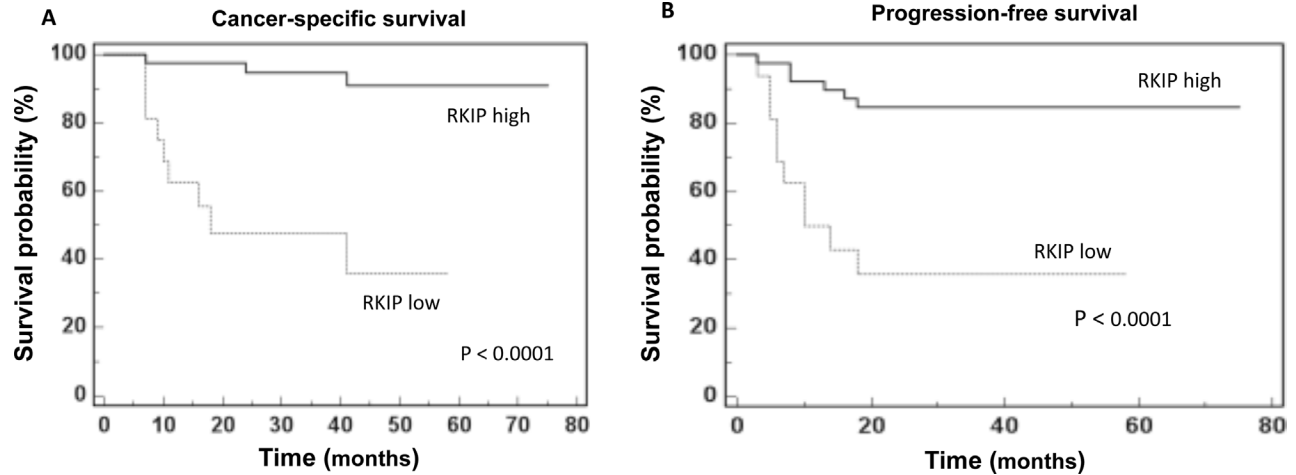 A
Cancer-specific survival
Survival probability (%)
100
80
60
40
20
0
RKIP high
RKIP low
P < 0.0001
0 10 20 30 40 50 60 70 80
Time (months)
B
Progression-free survival
Survival probability (%)
100
80
60
40
20
0
RKIP high
RKIP low
P < 0.0001
0 20 40 60 80
Time (months)